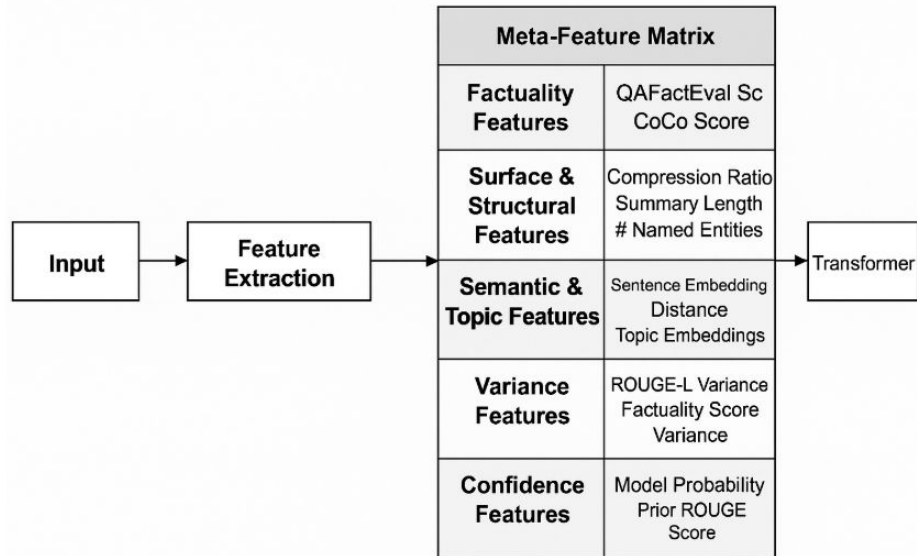 Input
Feature
Extraction
Meta-Feature Matrix
Factuality
Features
QAFactEval Sc
CoCo Score
Surface &
Structural
Features
Compression Ratio
Summary Length
# Named Entities
Semantic &
Topic Features
Sentence Embedding
Distance
Topic Embeddings
Variance
Features
ROUGE-L Variance
Factuality Score
Variance
Confidence
Features
Model Probability
Prior ROUGE
Score
Transformer